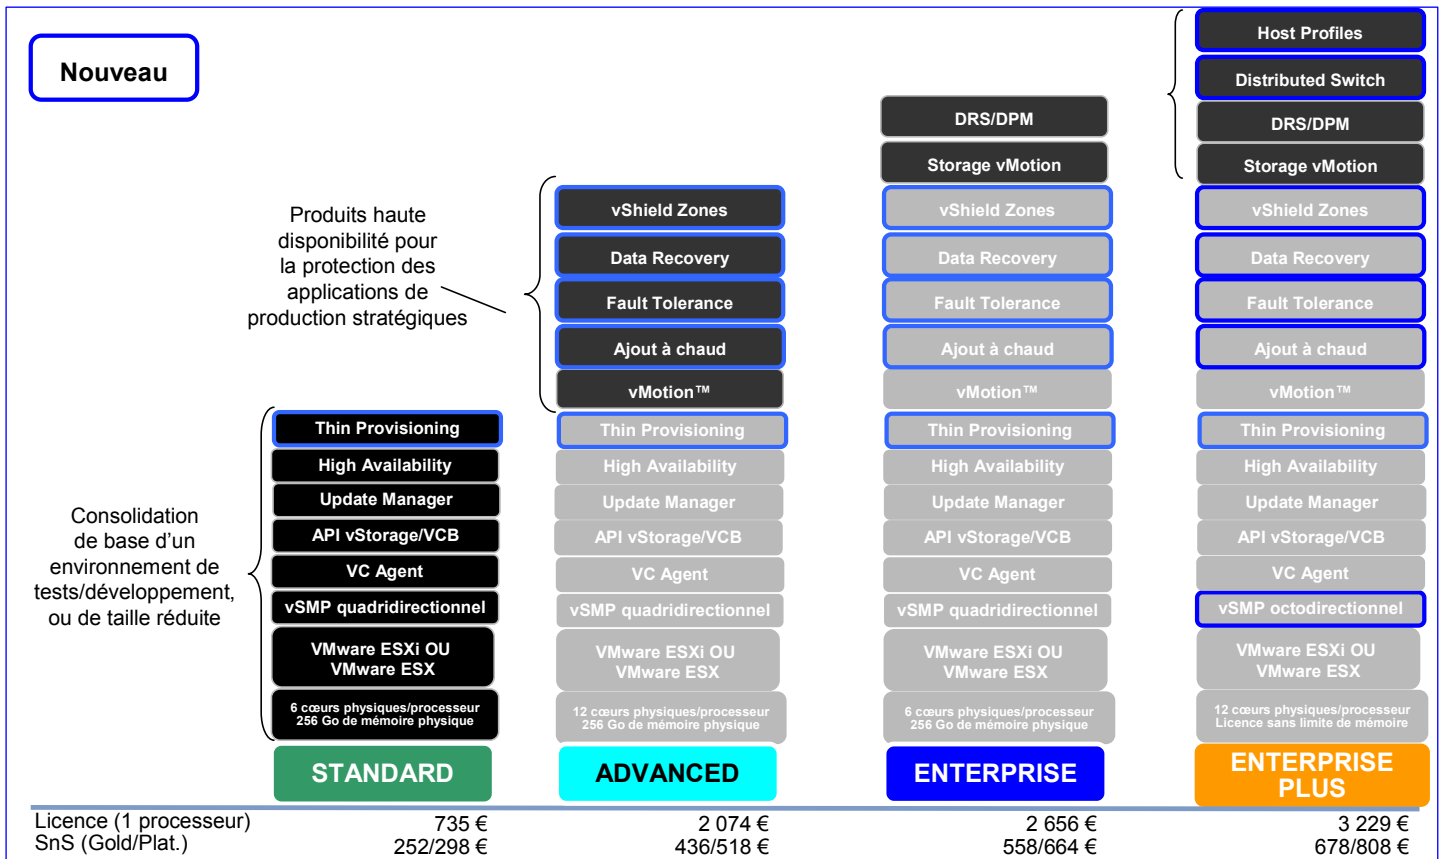 Nouveau
Produits haute
disponibilité pour
la protection des
applications de
production stratégiques
Consolidation
de base d'un
environnement de
tests/développement,
ou de taille réduite
Thin Provisioning
High Availability
Update Manager
API vStorage/VCB
VC Agent
vSMP quadridirectionnel
VMware ESXi OU
VMware ESX
6 cœurs physiques/processeur
256 Go de mémoire physique
STANDARD
vShield Zones
Data Recovery
Fault Tolerance
Ajout à chaud
vMotion™
Thin Provisioning
High Availability
Update Manager
API vStorage/VCB
VC Agent
vSMP quadridirectionnel
VMware ESXi OU
VMware ESX
12 cœurs physiques/processeur
256 Go de mémoire physique
ADVANCED
DRS/DPM
Storage vMotion
vShield Zones
Data Recovery
Fault Tolerance
Ajout à chaud
vMotion™
Thin Provisioning
High Availability
Update Manager
API vStorage/VCB
VC Agent
vSMP quadridirectionnel
VMware ESXi OU
VMware ESX
6 cœurs physiques/processeur
256 Go de mémoire physique
ENTERPRISE
Host Profiles
Distributed Switch
DRS/DPM
Storage vMotion
vShield Zones
Data Recovery
Fault Tolerance
Ajout à chaud
vMotion™
Thin Provisioning
High Availability
Update Manager
API vStorage/VCB
VC Agent
vSMP octodirectionnel
VMware ESXi OU
VMware ESX
12 cœurs physiques/processeur
Licence sans limite de mémoire
ENTERPRISE
PLUS
Licence (1 processeur) 735 € 2 074 € 2 656 € 3 229 €
SnS (Gold/Plat.) 252/298 € 436/518 € 558/664 € 678/808 €